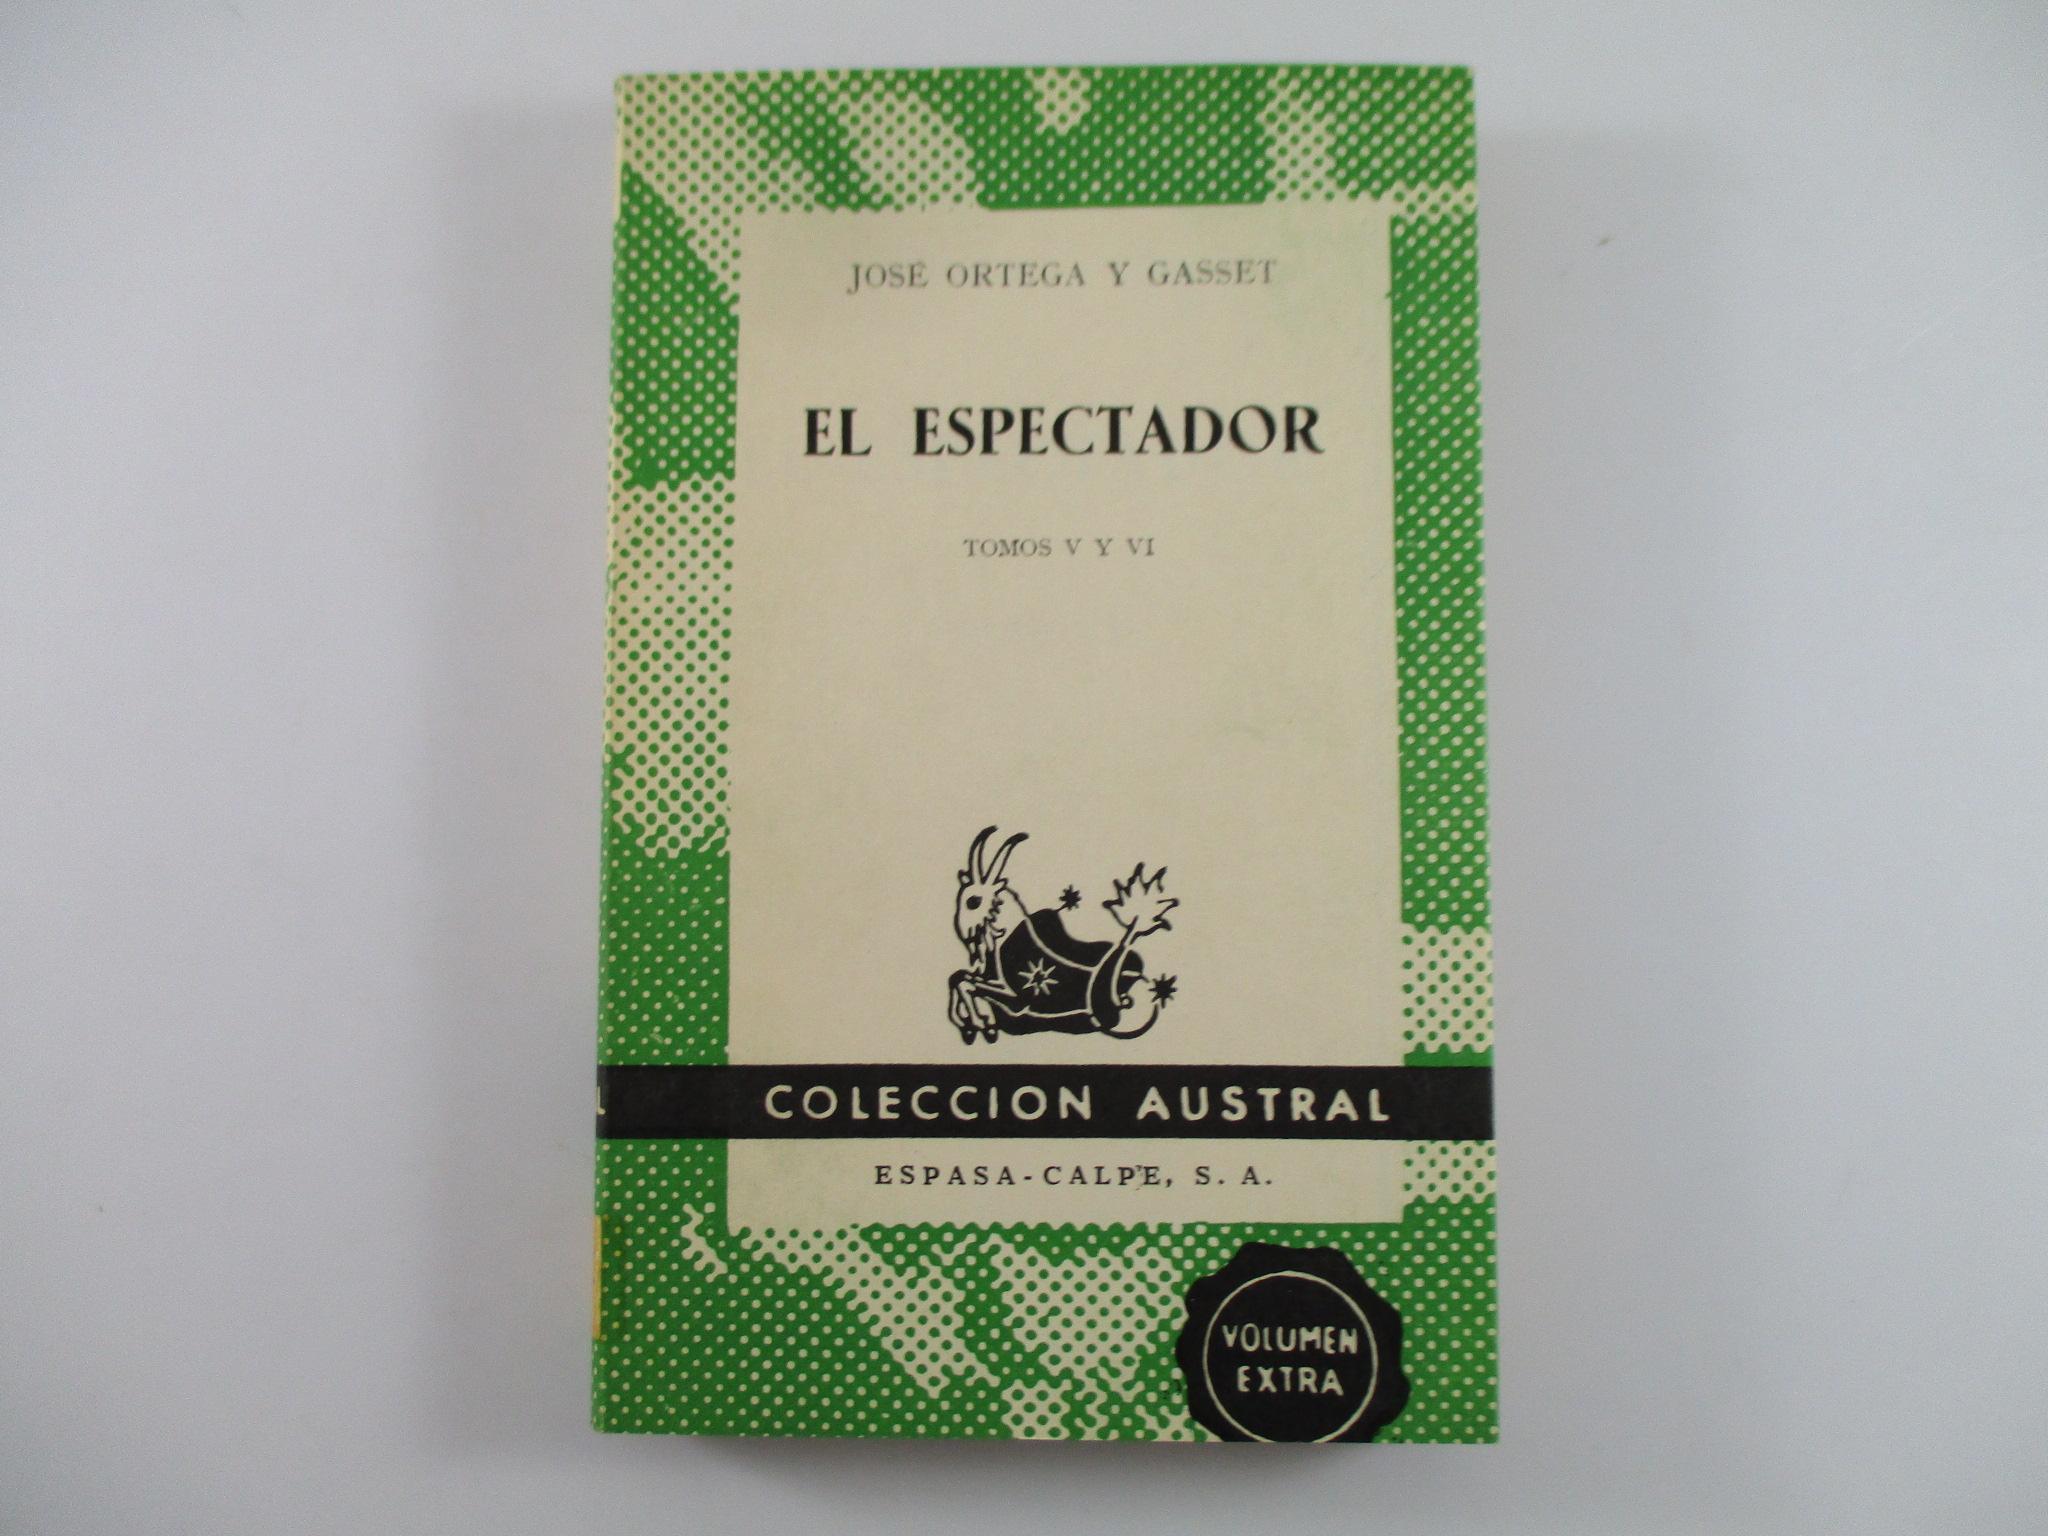 JOSÉ ORTEGA Y GASSET
EL ESPECTADOR
TOMOS V Y VI
COLECCION AUSTRAL
ESPASA-CALPE, S. A.
VOLUMEN
EXTRA